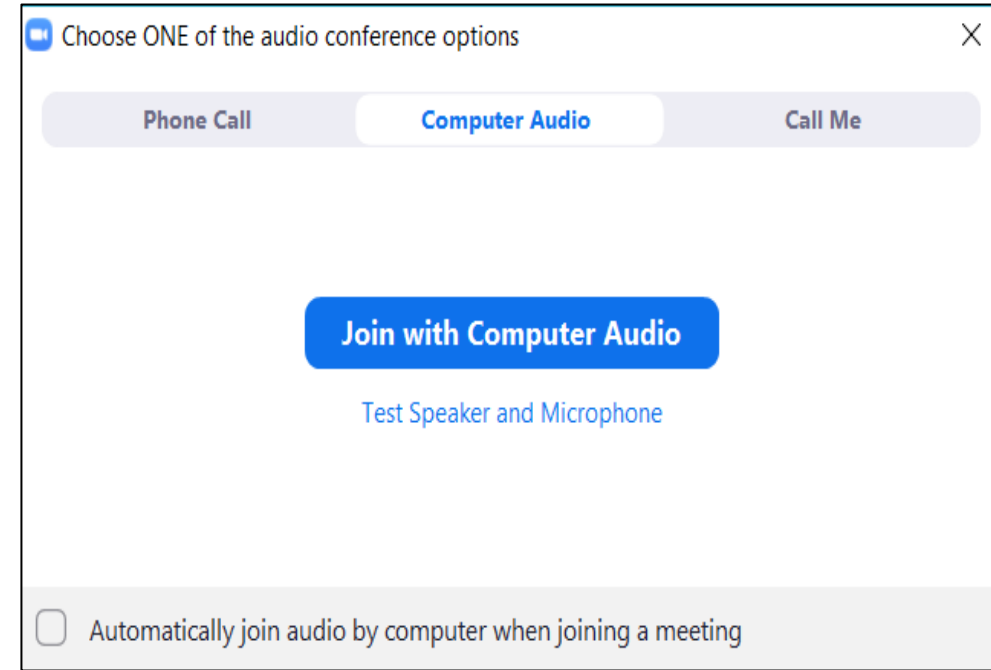 Choose ONE of the audio conference options
Phone Call Computer Audio Call Me
Join with Computer Audio
Test Speaker and Microphone
Automatically join audio by computer when joining a meeting